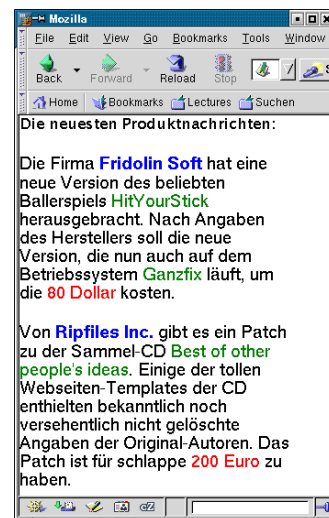 Mozilla
File Edit View Go Bookmarks Tools Window
Back Forward Reload Stop
Home Bookmarks Lectures Suchen
Die neuesten Produktnachrichten:
Die Firma Fridolin Soft hat eine
neue Version des beliebten
Ballerspiels HitYourStick
herausgebracht. Nach Angaben
des Herstellers soll die neue
Version, die nun auch auf dem
Betriebssystem Ganzfix läuft, um
die 80 Dollar kosten.
Von Ripfiles Inc. gibt es ein Patch
zu der Sammel-CD Best of other
people's ideas. Einige der tollen
Webseiten-Templates der CD
enthielten bekanntlich noch
versehentlich nicht gelöschte
Angaben der Original-Autoren. Das
Patch ist für schlappe 200 Euro zu
haben.